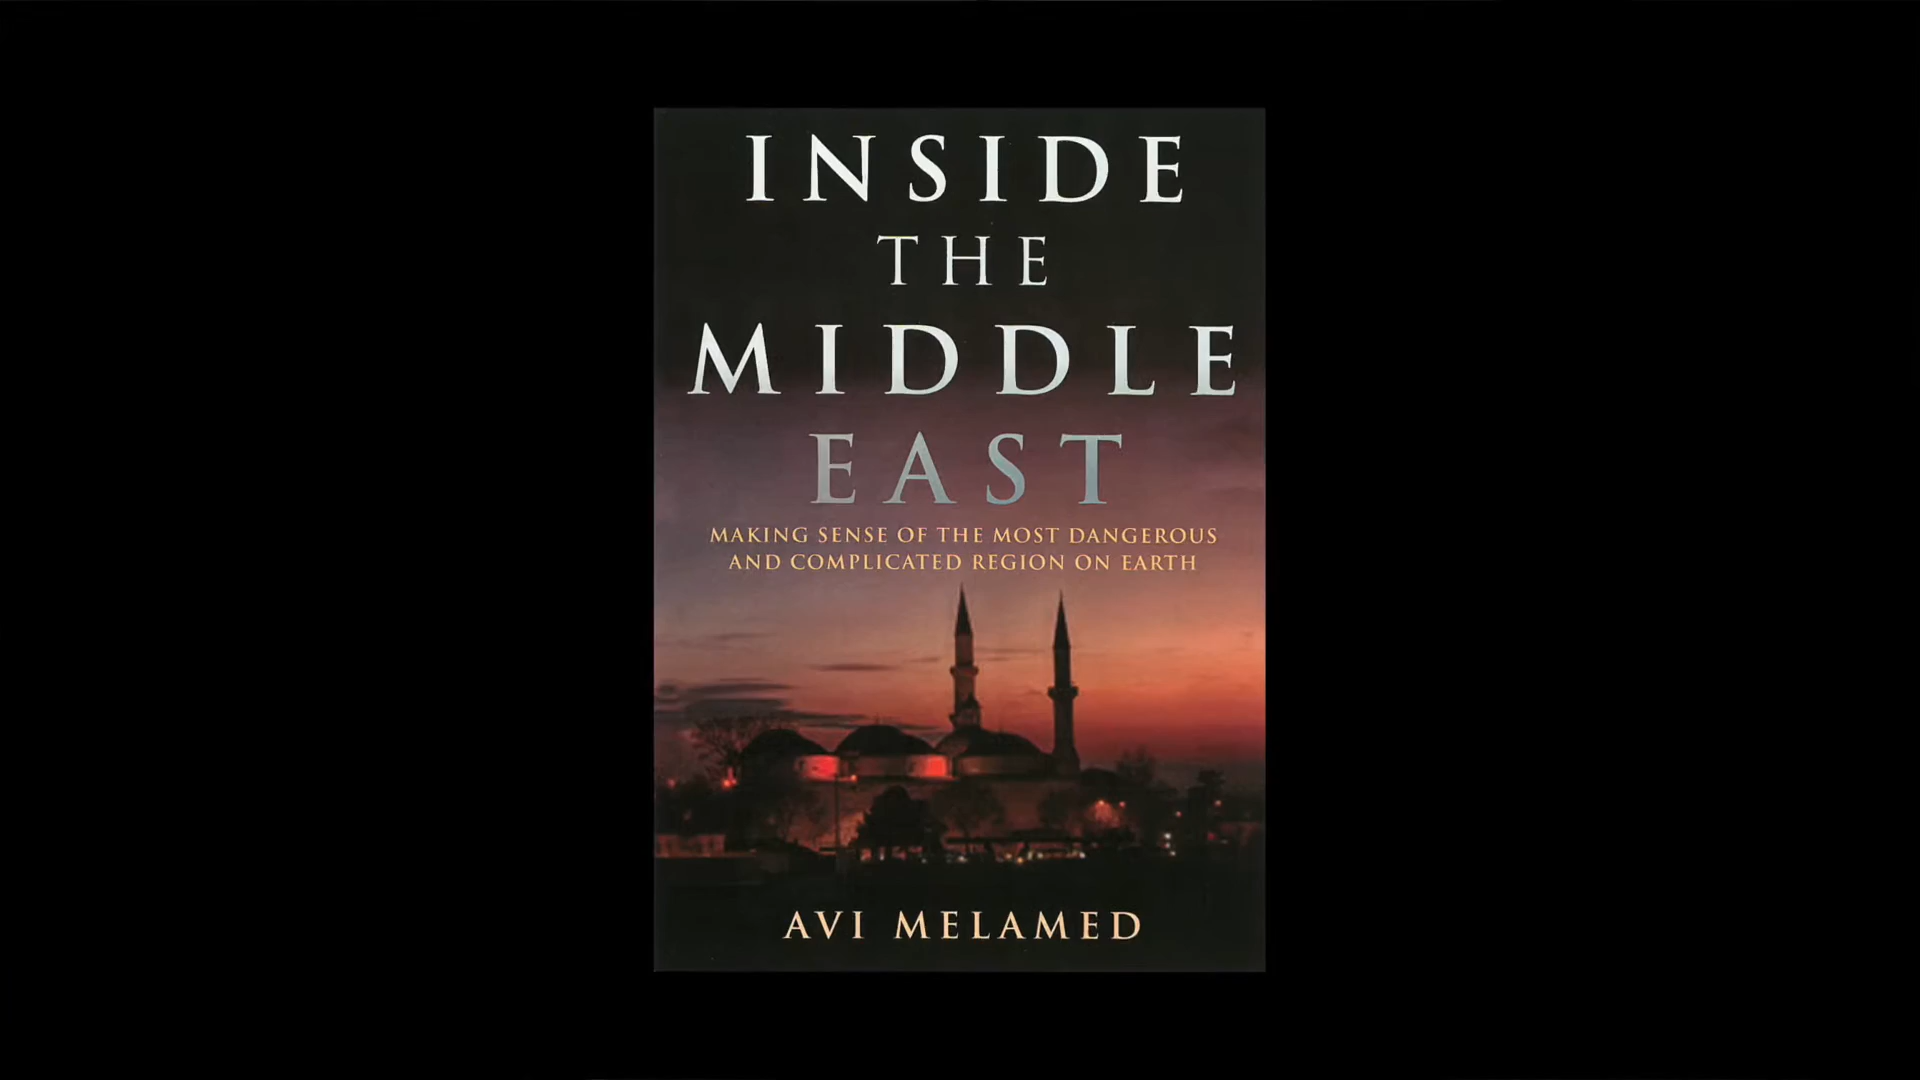 INSIDE
THE
MIDDLE
EAST
MAKING SENSE OF THE MOST DANGEROUS
AND COMPLICATED REGION ON EARTH
AVI MELAMED